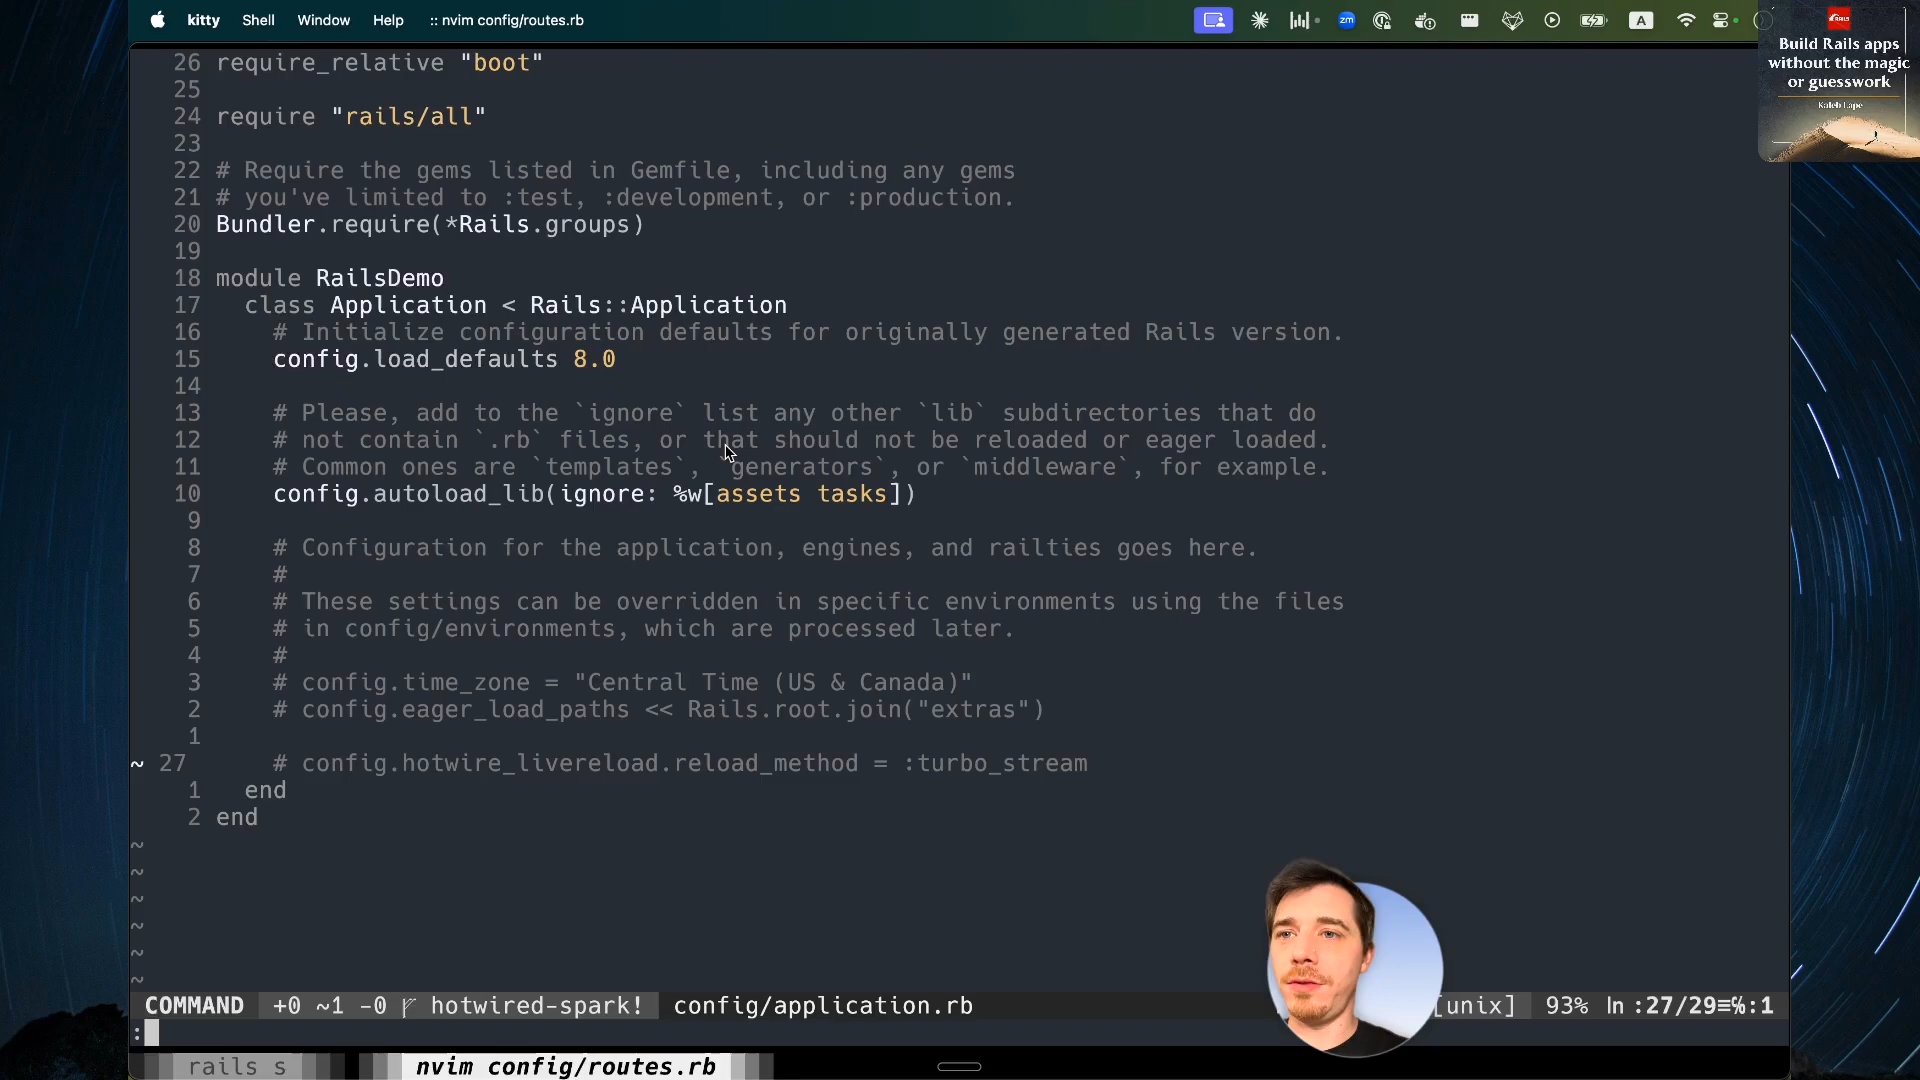 kitty Shell Window Help :: nvim config/routes.rb
zm A
RAILS
Build Rails apps
without the magic
or guesswork
Kaleb Lape
26 require_relative "boot"
25
24 require "rails/all"
23
22 # Require the gems listed in Gemfile, including any gems
21 # you've limited to :test, :development, or :production.
20 Bundler.require(*Rails.groups)
19
18 module RailsDemo
17 class Application < Rails::Application
16 # Initialize configuration defaults for originally generated Rails version.
15 config.load_defaults 8.0
14
13 # Please, add to the `ignore` list any other `lib` subdirectories that do
12 # not contain `.rb` files, or that should not be reloaded or eager loaded.
11 # Common ones are `templates`, `generators`, or `middleware`, for example.
10 config.autoload_lib(ignore: %w[assets tasks])
9
8 # Configuration for the application, engines, and railties goes here.
7 #
6 # These settings can be overridden in specific environments using the files
5 # in config/environments, which are processed later.
4 #
3 # config.time_zone = "Central Time (US & Canada)"
2 # config.eager_load_paths << Rails.root.join("extras")
1
~ 27 # config.hotwire_livereload.reload_method = :turbo_stream
1 end
2 end
~
~
~
~
~
~
COMMAND +0 ~1 -0 hotwired-spark! config/application.rb [unix] 93% ln :27/29≡℅:1
:
rails s nvim config/routes.rb